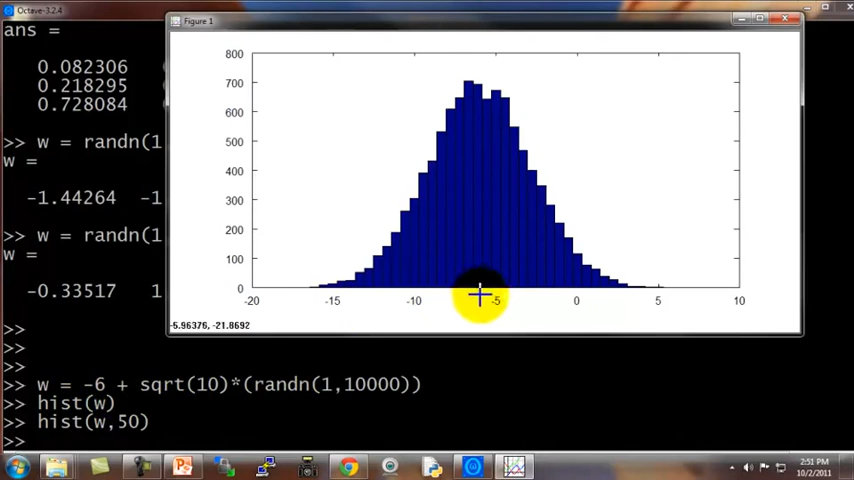 Octave-3.2.4
Figure 1
ans =
0.082306
0.218295
0.728084
>> w = randn(1
w =
-1.44264 -1
>> w = randn(1
w =
-0.33517 1
>>
>>
>>
>> w = -6 + sqrt(10)*(randn(1,10000))
>> hist(w)
>> hist(w,50)
>>
800
700
600
500
400
300
200
100
0
-20 -15 -10 -5 0 5 10
-5.96376, -21.8692
2:51 PM
10/2/2011